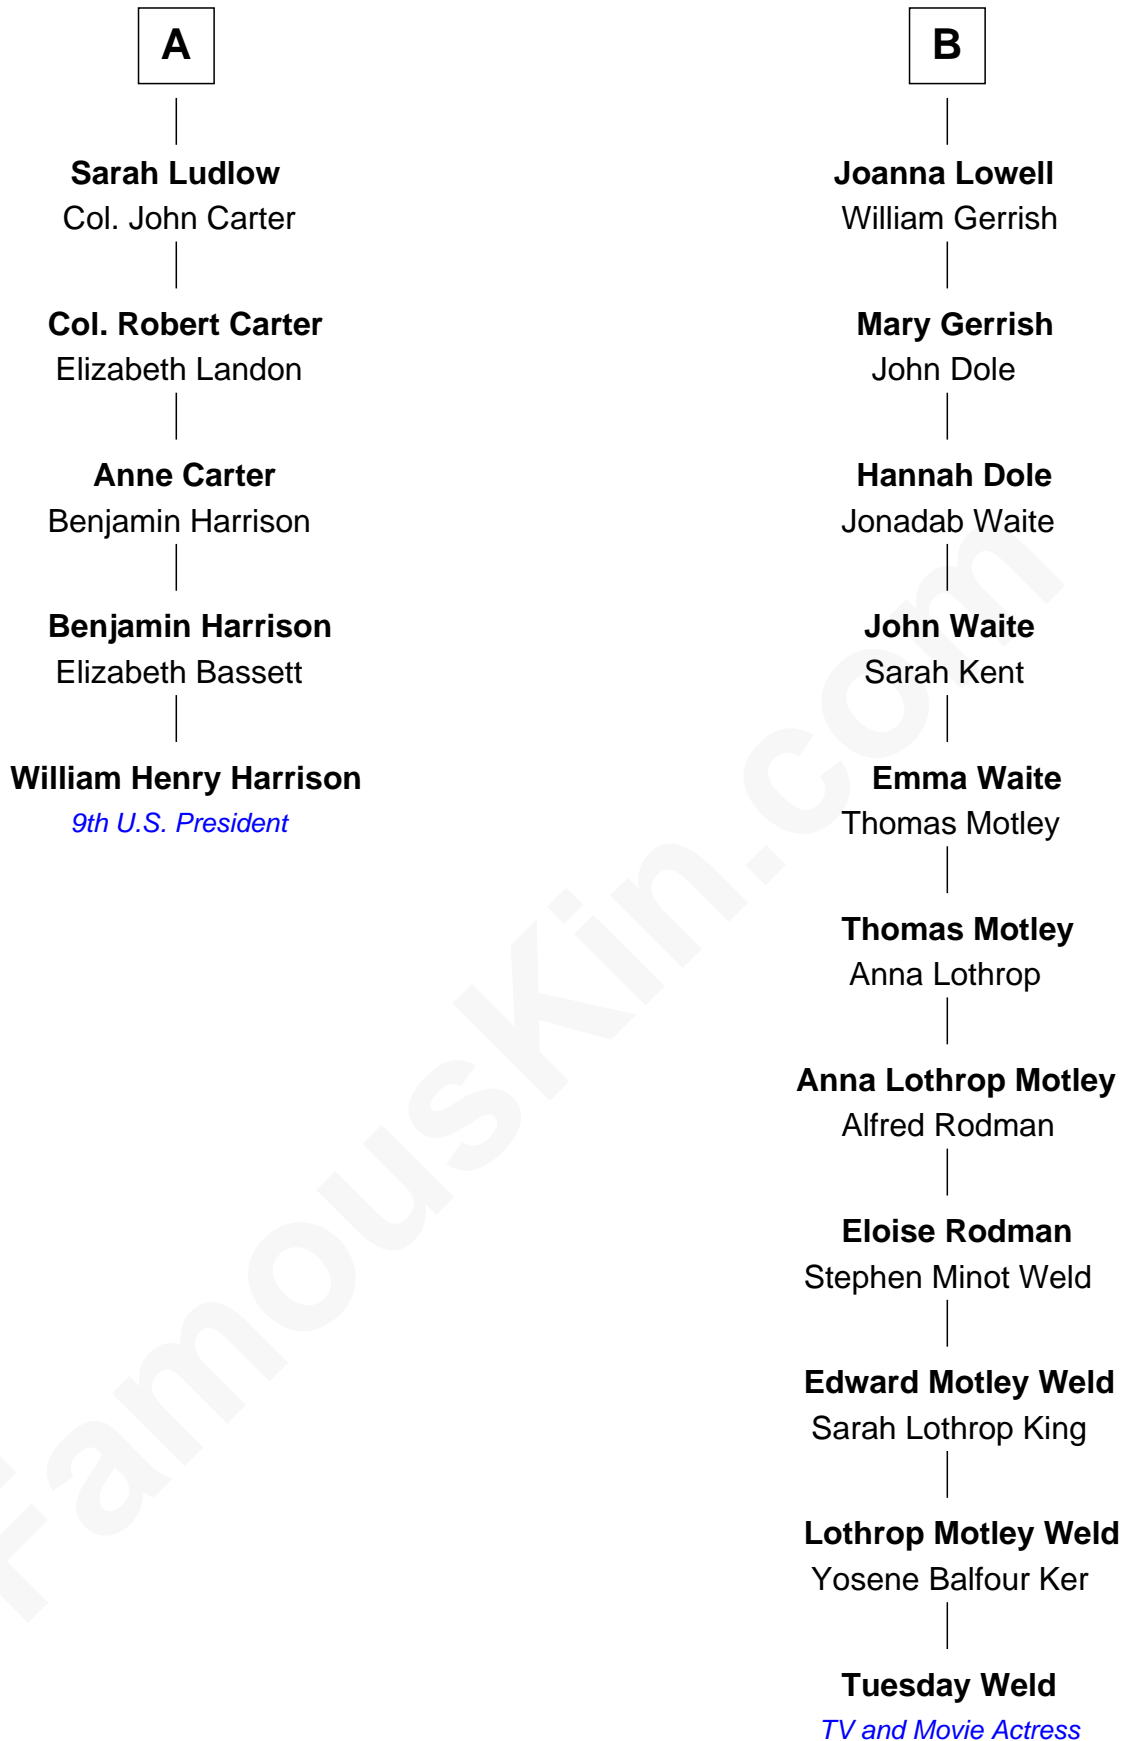 A
Sarah Ludlow
Col. John Carter
Col. Robert Carter
Elizabeth Landon
Anne Carter
Benjamin Harrison
Benjamin Harrison
Elizabeth Bassett
William Henry Harrison
9th U.S. President
B
Joanna Lowell
William Gerrish
Mary Gerrish
John Dole
Hannah Dole
Jonadab Waite
John Waite
Sarah Kent
Emma Waite
Thomas Motley
Thomas Motley
Anna Lothrop
Anna Lothrop Motley
Alfred Rodman
Eloise Rodman
Stephen Minot Weld
Edward Motley Weld
Sarah Lothrop King
Lothrop Motley Weld
Yosene Balfour Ker
Tuesday Weld
TV and Movie Actress
FamousKin.com